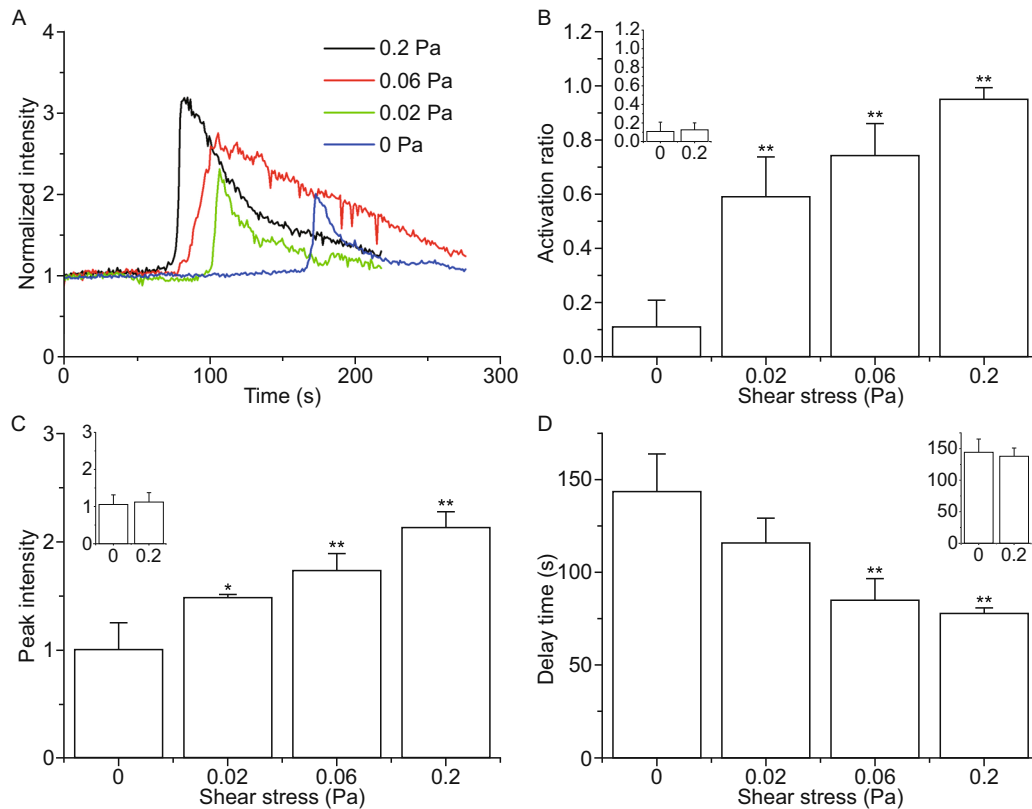 A
Normalized intensity
4
3
2
1
0
0.2 Pa
0.06 Pa
0.02 Pa
0 Pa
0 100 200 300
Time (s)
B
Activation ratio
1.2
1.0
0.8
0.6
0.4
0.2
0.0
1.2
1.0
0.8
0.6
0.4
0.2
0.0
0 0.2
**
**
**
0 0.02 0.06 0.2
Shear stress (Pa)
C
Peak intensity
3
2
1
0
3
2
1
0
0 0.2
*
**
**
0 0.02 0.06 0.2
Shear stress (Pa)
D
Delay time (s)
150
100
50
0
150
100
50
0
0 0.2
**
**
0 0.02 0.06 0.2
Shear stress (Pa)